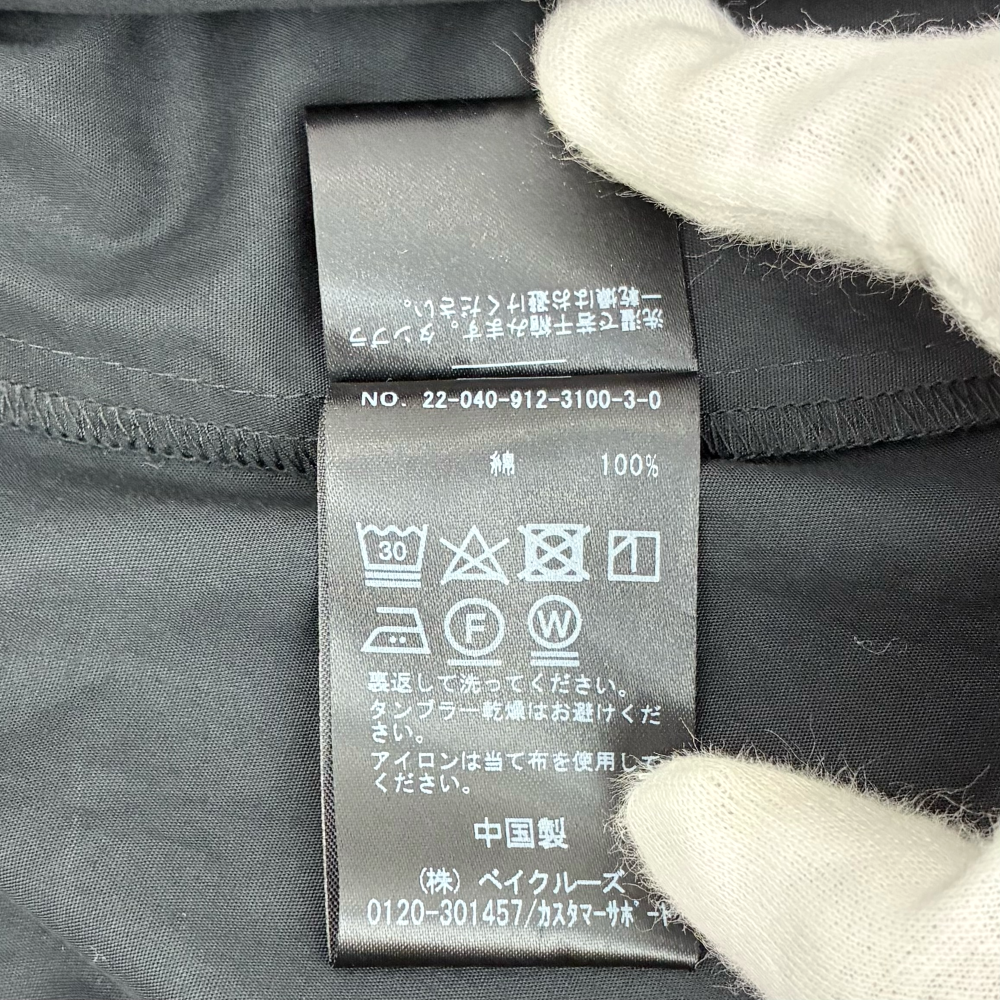 洗濯で若干縮みます。タンブラ
ー乾燥はお避けください。
NO. 22-040-912-3100-3-0
綿 100%
30
F
W
裏返して洗ってください。
タンブラー乾燥はお避けくだ
さい。
アイロンは当て布を使用して
ください。
中国製
(株) ベイクルーズ
0120-301457/カスタマーサポート